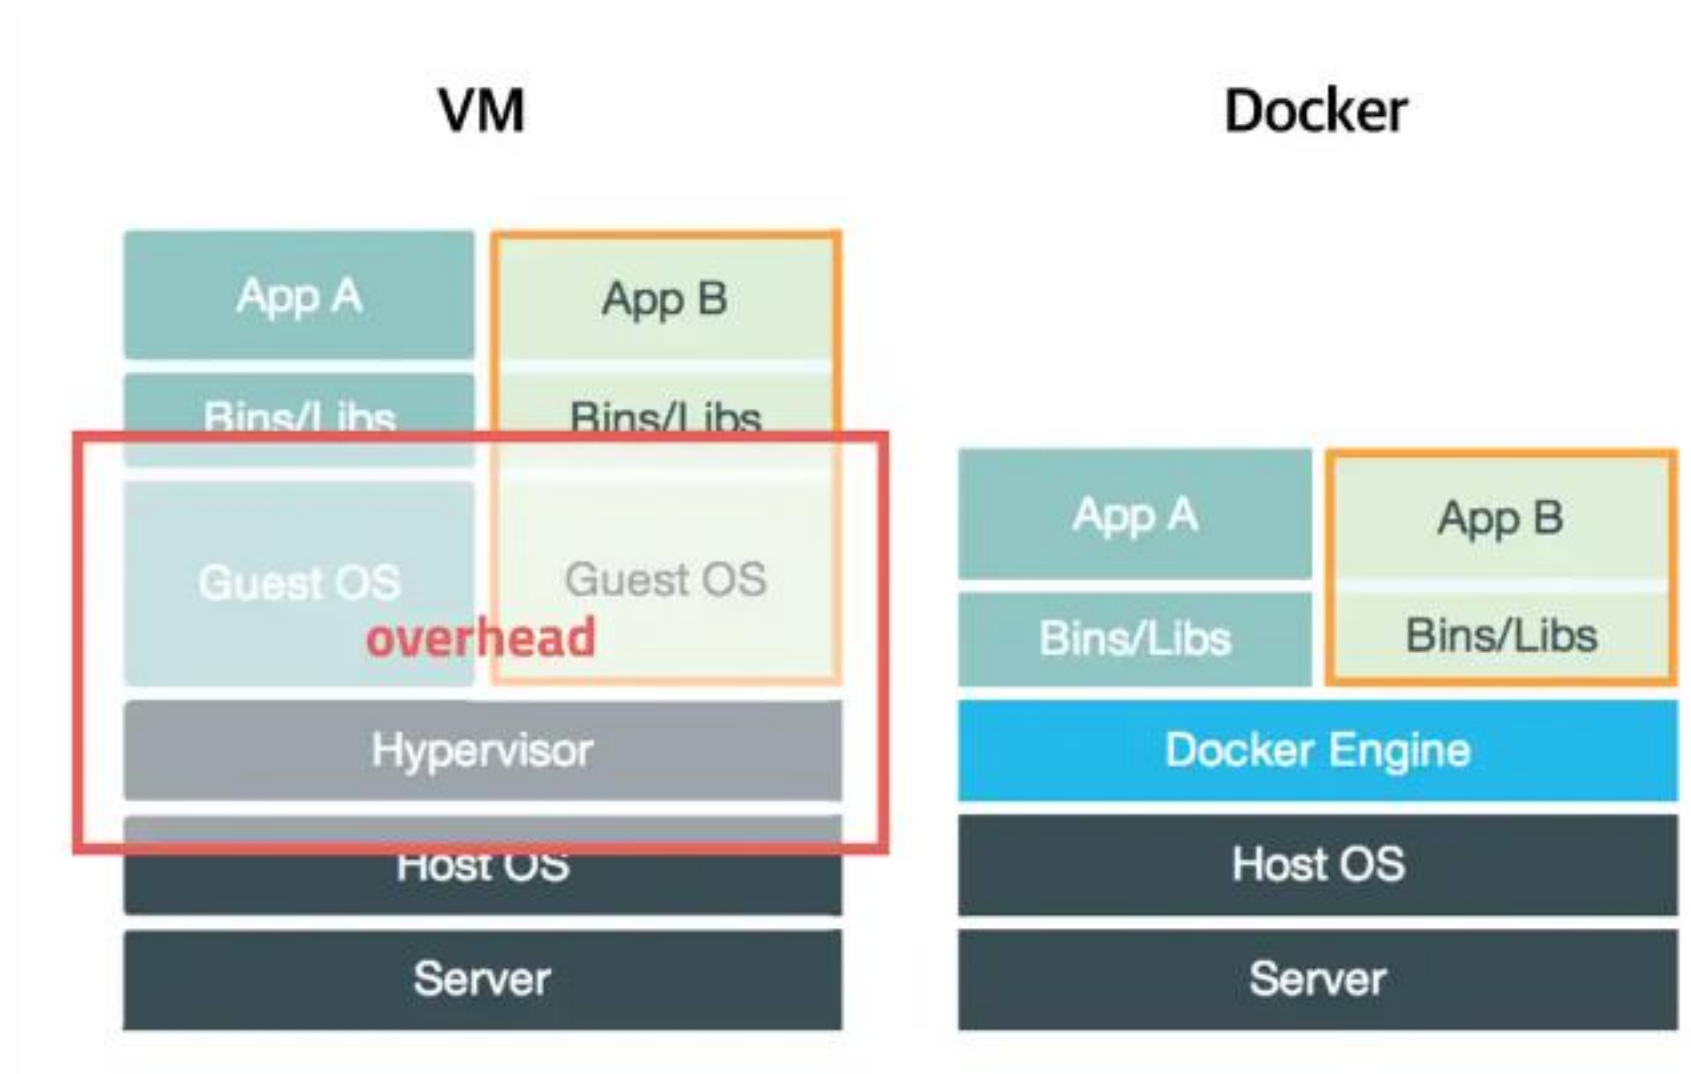 VM
App A
App B
Bins/Libs
Bins/Libs
Guest OS
Guest OS
overhead
Hypervisor
Host OS
Server
Docker
App A
App B
Bins/Libs
Bins/Libs
Docker Engine
Host OS
Server